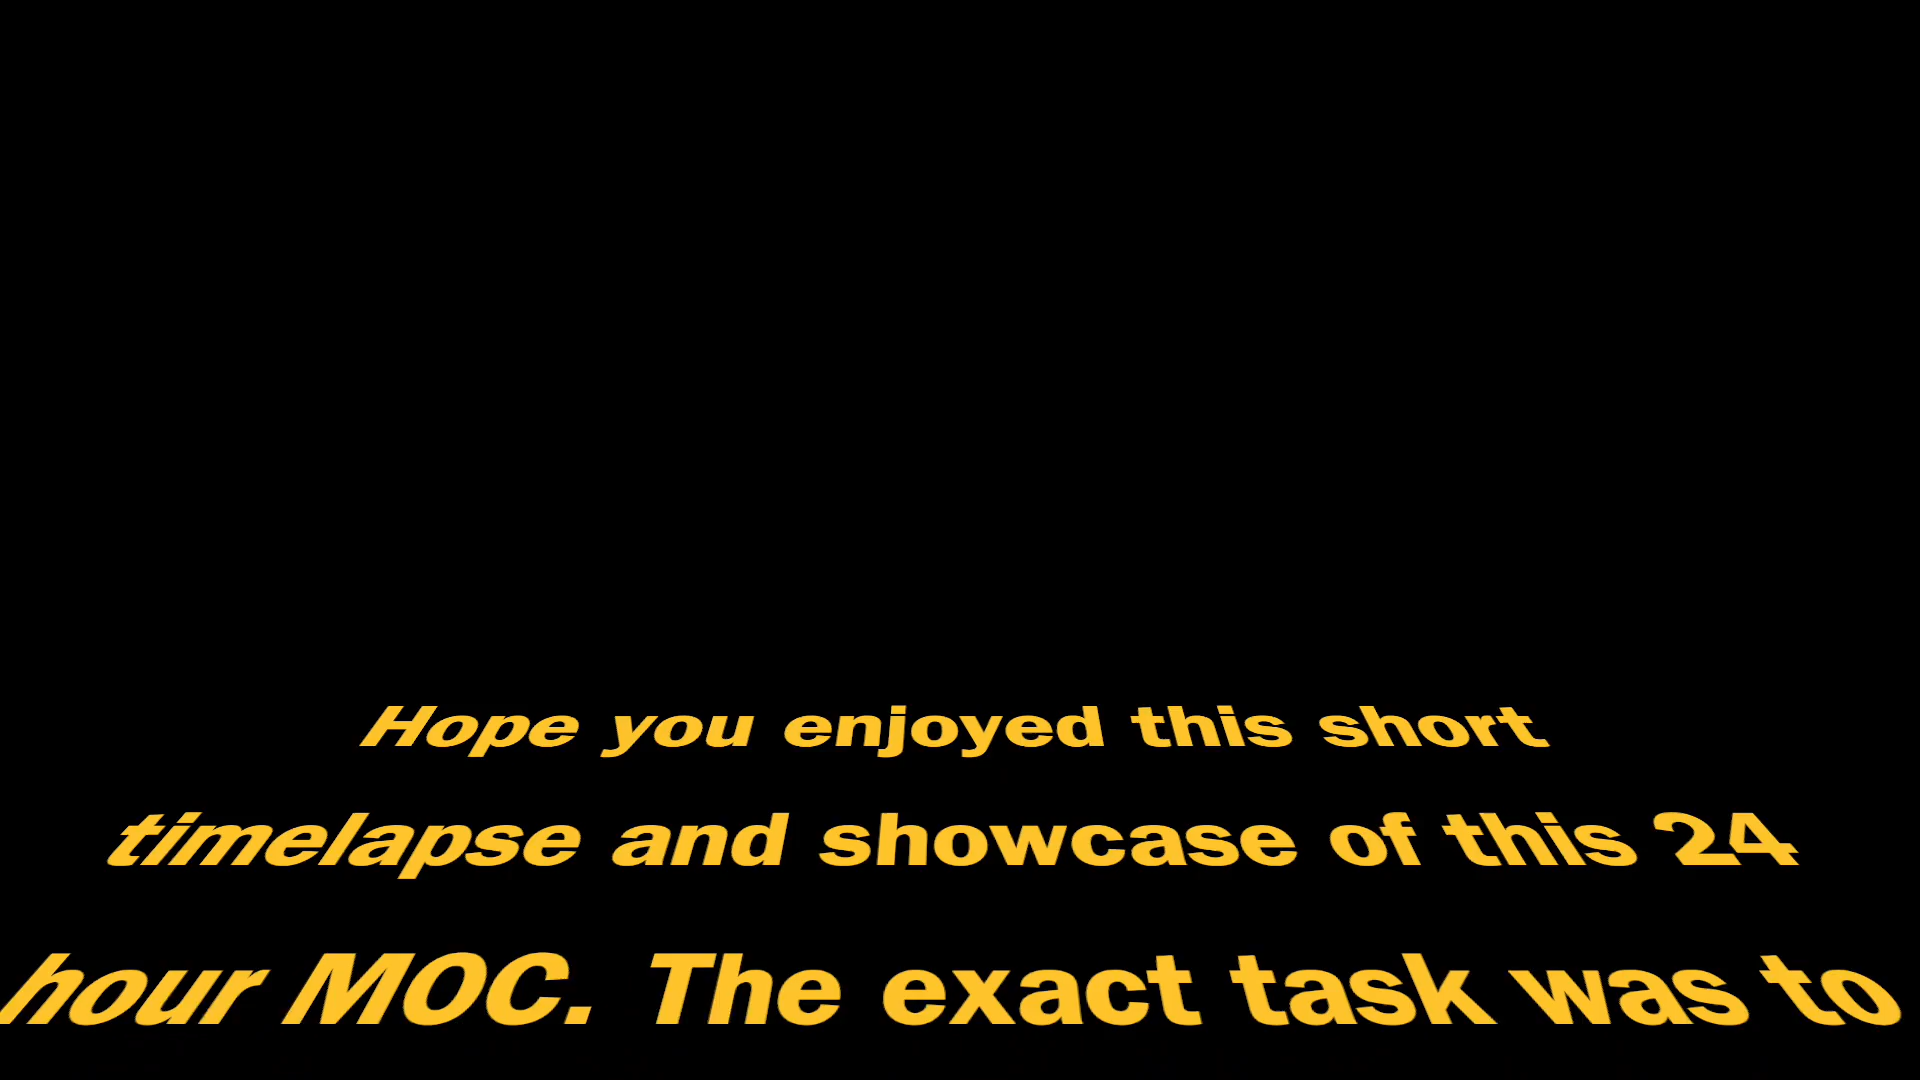 Hope you enjoyed this short
timelapse and showcase of this 24
hour MOC. The exact task was to